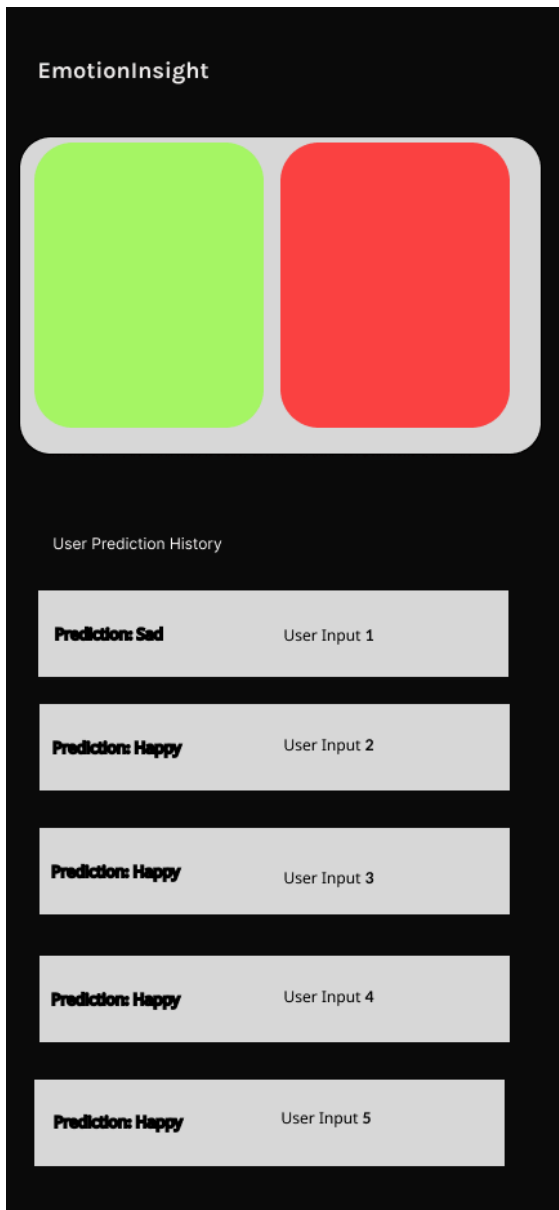 EmotionInsight
User Prediction History
Prediction: Sad User Input 1
Prediction: Happy User Input 2
Prediction: Happy User Input 3
Prediction: Happy User Input 4
Prediction: Happy User Input 5